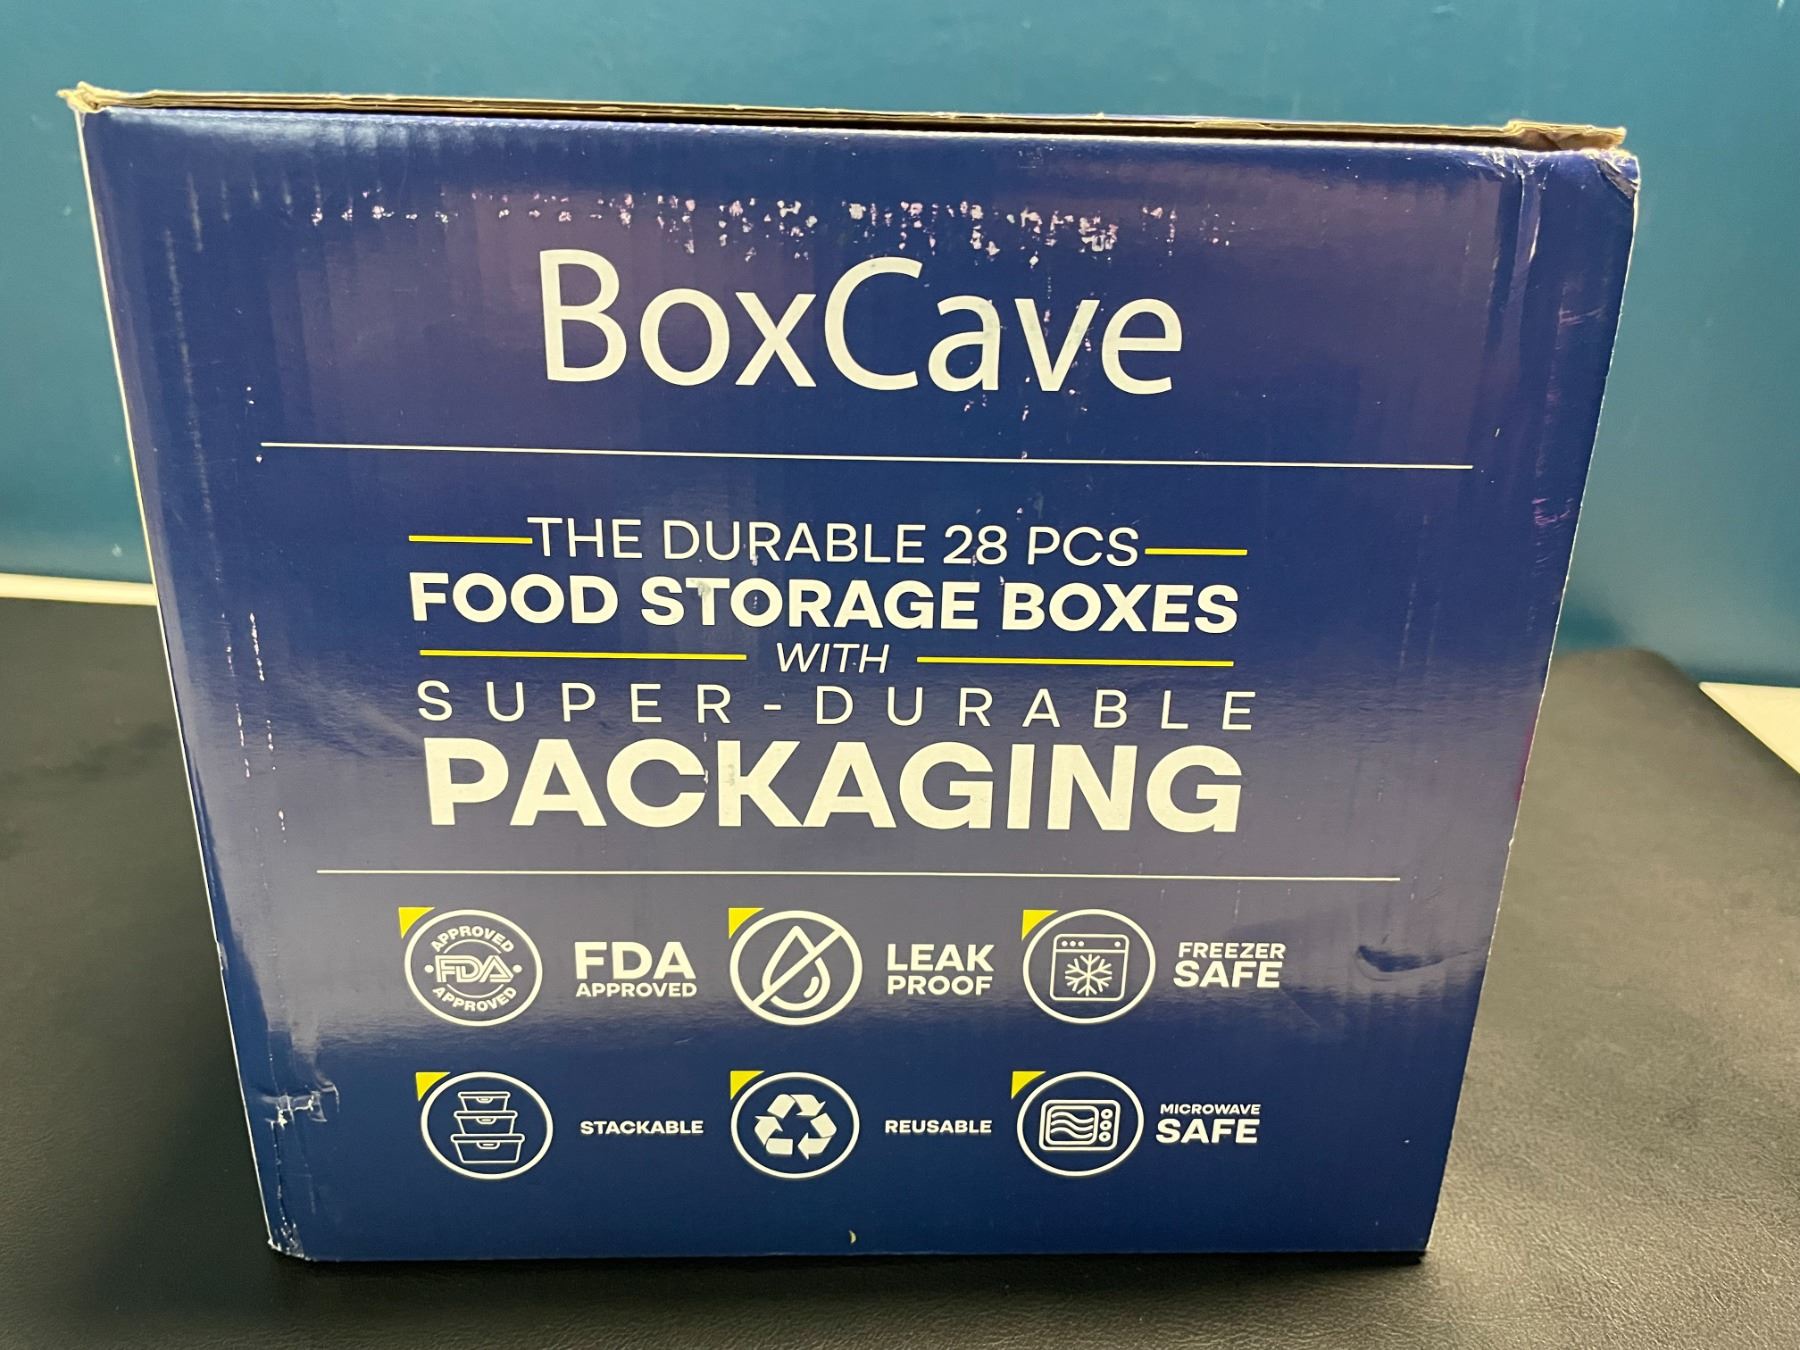 BoxCave
THE DURABLE 28 PCS
FOOD STORAGE BOXES
WITH
SUPER-DURABLE
PACKAGING
APPROVED
FDA
APPROVED
FDA
APPROVED
LEAK
PROOF
FREEZER
SAFE
STACKABLE
REUSABLE
MICROWAVE
SAFE